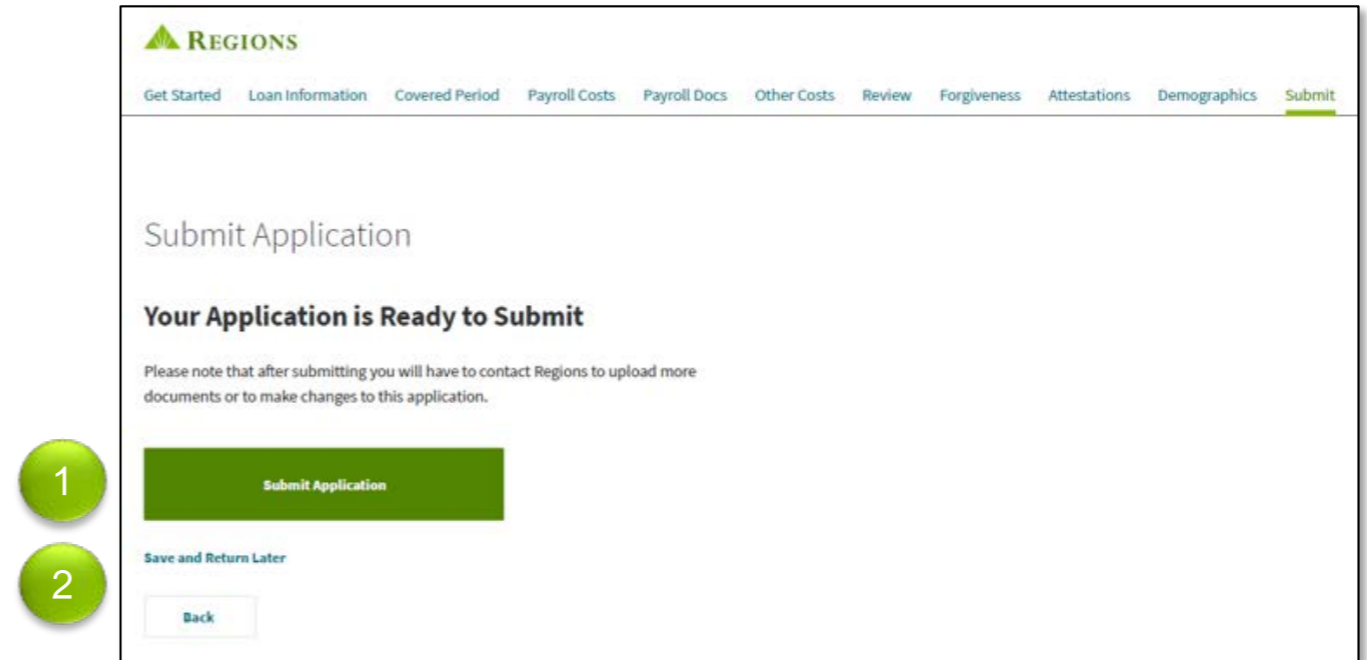 REGIONS
Get Started Loan Information Covered Period Payroll Costs Payroll Docs Other Costs Review Forgiveness Attestations Demographics Submit
Submit Application
Your Application is Ready to Submit
Please note that after submitting you will have to contact Regions to upload more
documents or to make changes to this application.
1
Submit Application
Save and Return Later
2
Back